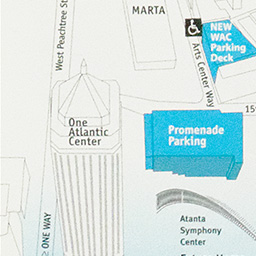 MARTA
West Peachtree St
NEW
WAC
Parking
Deck
Arts Center Way
15
One
Atlantic
Center
Promenade
Parking
ONE WAY
Atanta
Symphony
Center